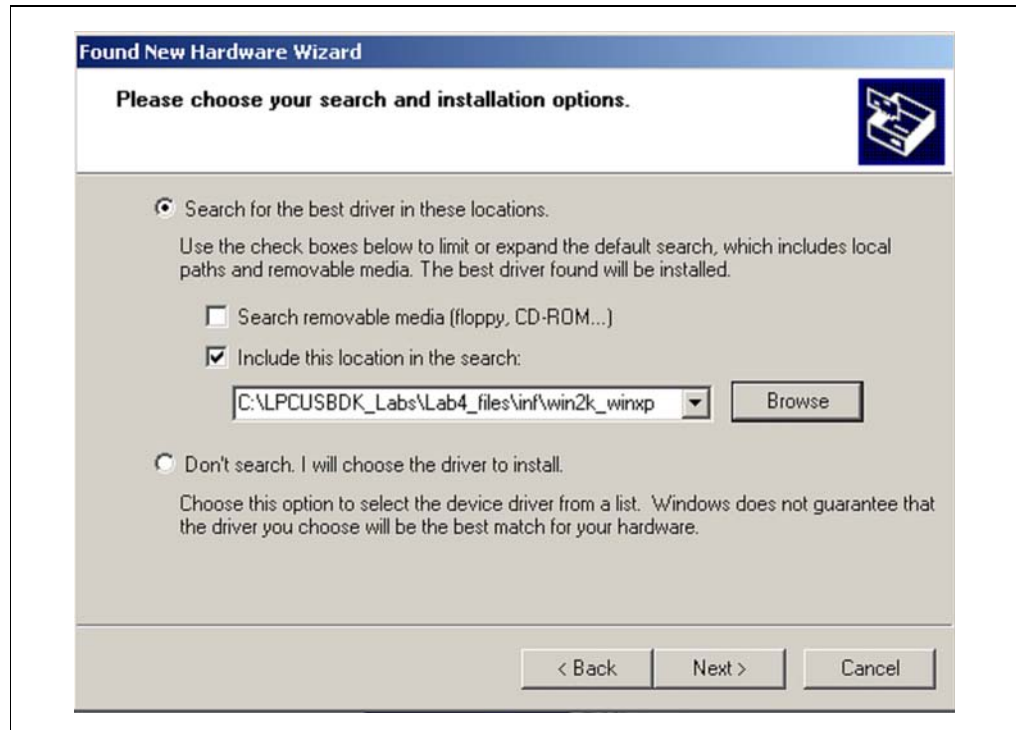 Found New Hardware Wizard
Please choose your search and installation options.
Search for the best driver in these locations.
Use the check boxes below to limit or expand the default search, which includes local
paths and removable media. The best driver found will be installed.
Search removable media (floppy, CD-ROM...)
Include this location in the search:
C:\LPCUSBDK_Labs\Lab4_files\inf\win2k_winxp
Browse
Don't search. I will choose the driver to install.
Choose this option to select the device driver from a list. Windows does not guarantee that
the driver you choose will be the best match for your hardware.
< Back Next > Cancel